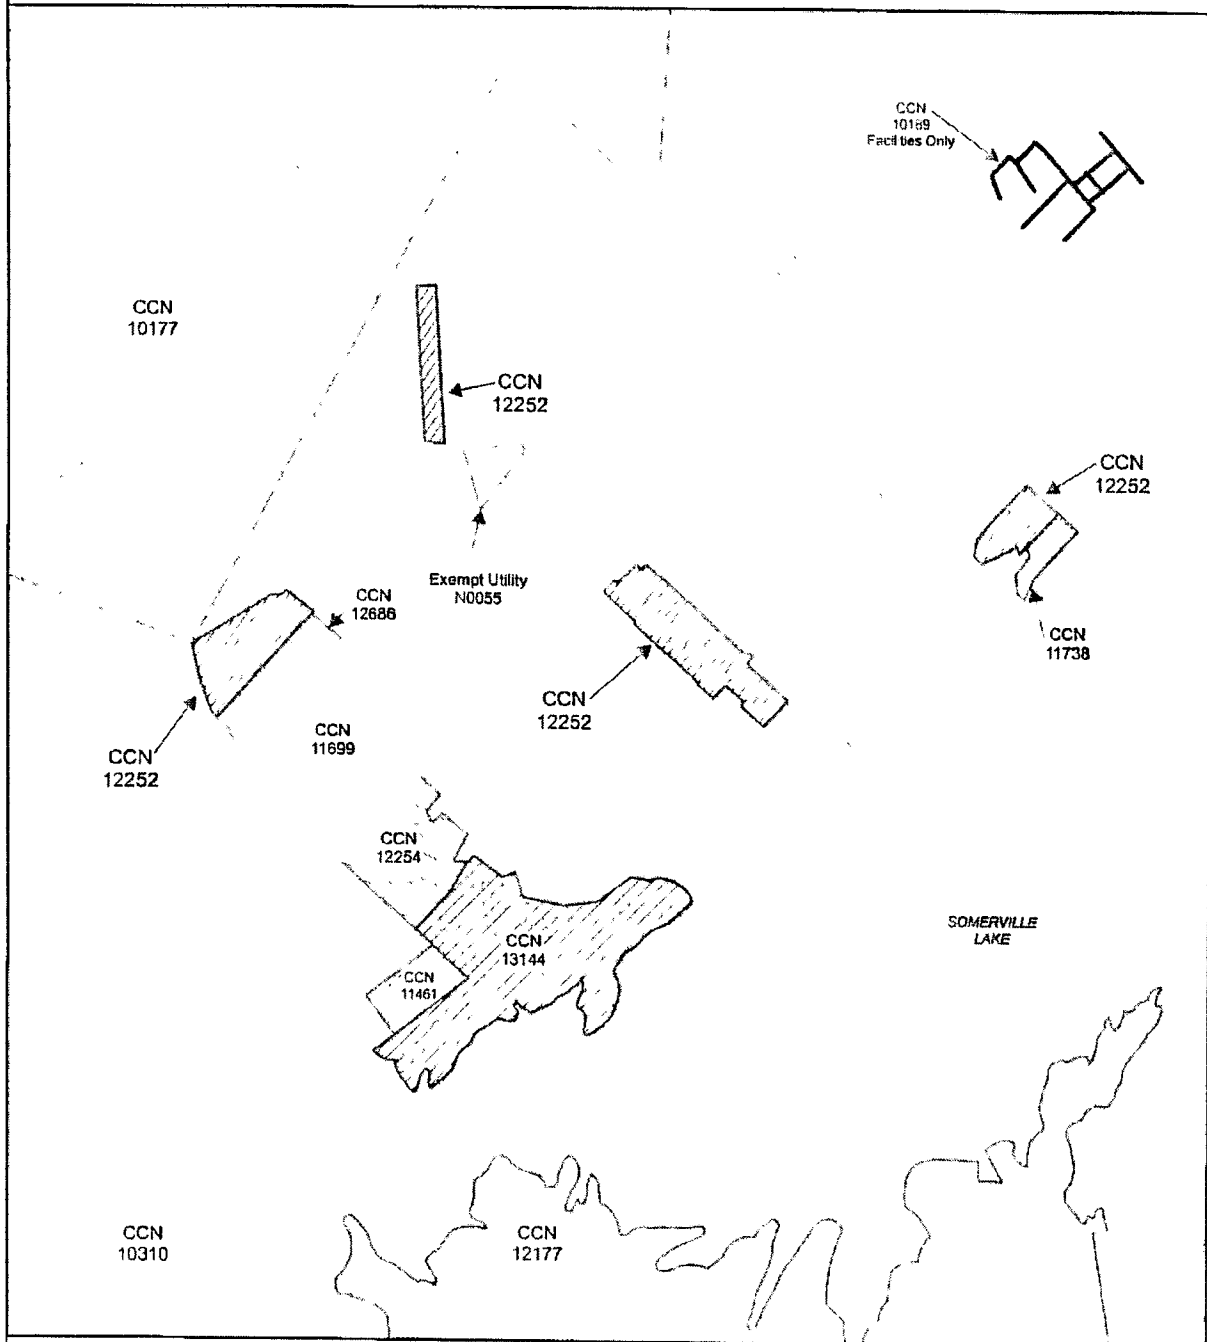 CCN
10189
Facilities Only
CCN
10177
CCN
12252
CCN
12252
Exempt Utility
N0055
CCN
12686
CCN
11738
CCN
12252
CCN
11699
CCN
12252
CCN
12254
SOMERVILLE
LAKE
CCN
13144
CCN
11461
CCN
10310
CCN
12177